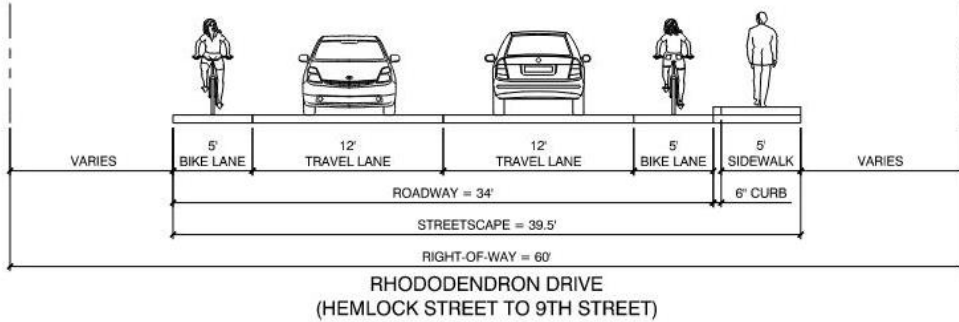 VARIES
5'
BIKE LANE
12'
TRAVEL LANE
12'
TRAVEL LANE
5'
BIKE LANE
5'
SIDEWALK
VARIES
ROADWAY = 34'
6" CURB
STREETSCAPE = 39.5'
RIGHT-OF-WAY = 60'
RHODODENDRON DRIVE
(HEMLOCK STREET TO 9TH STREET)